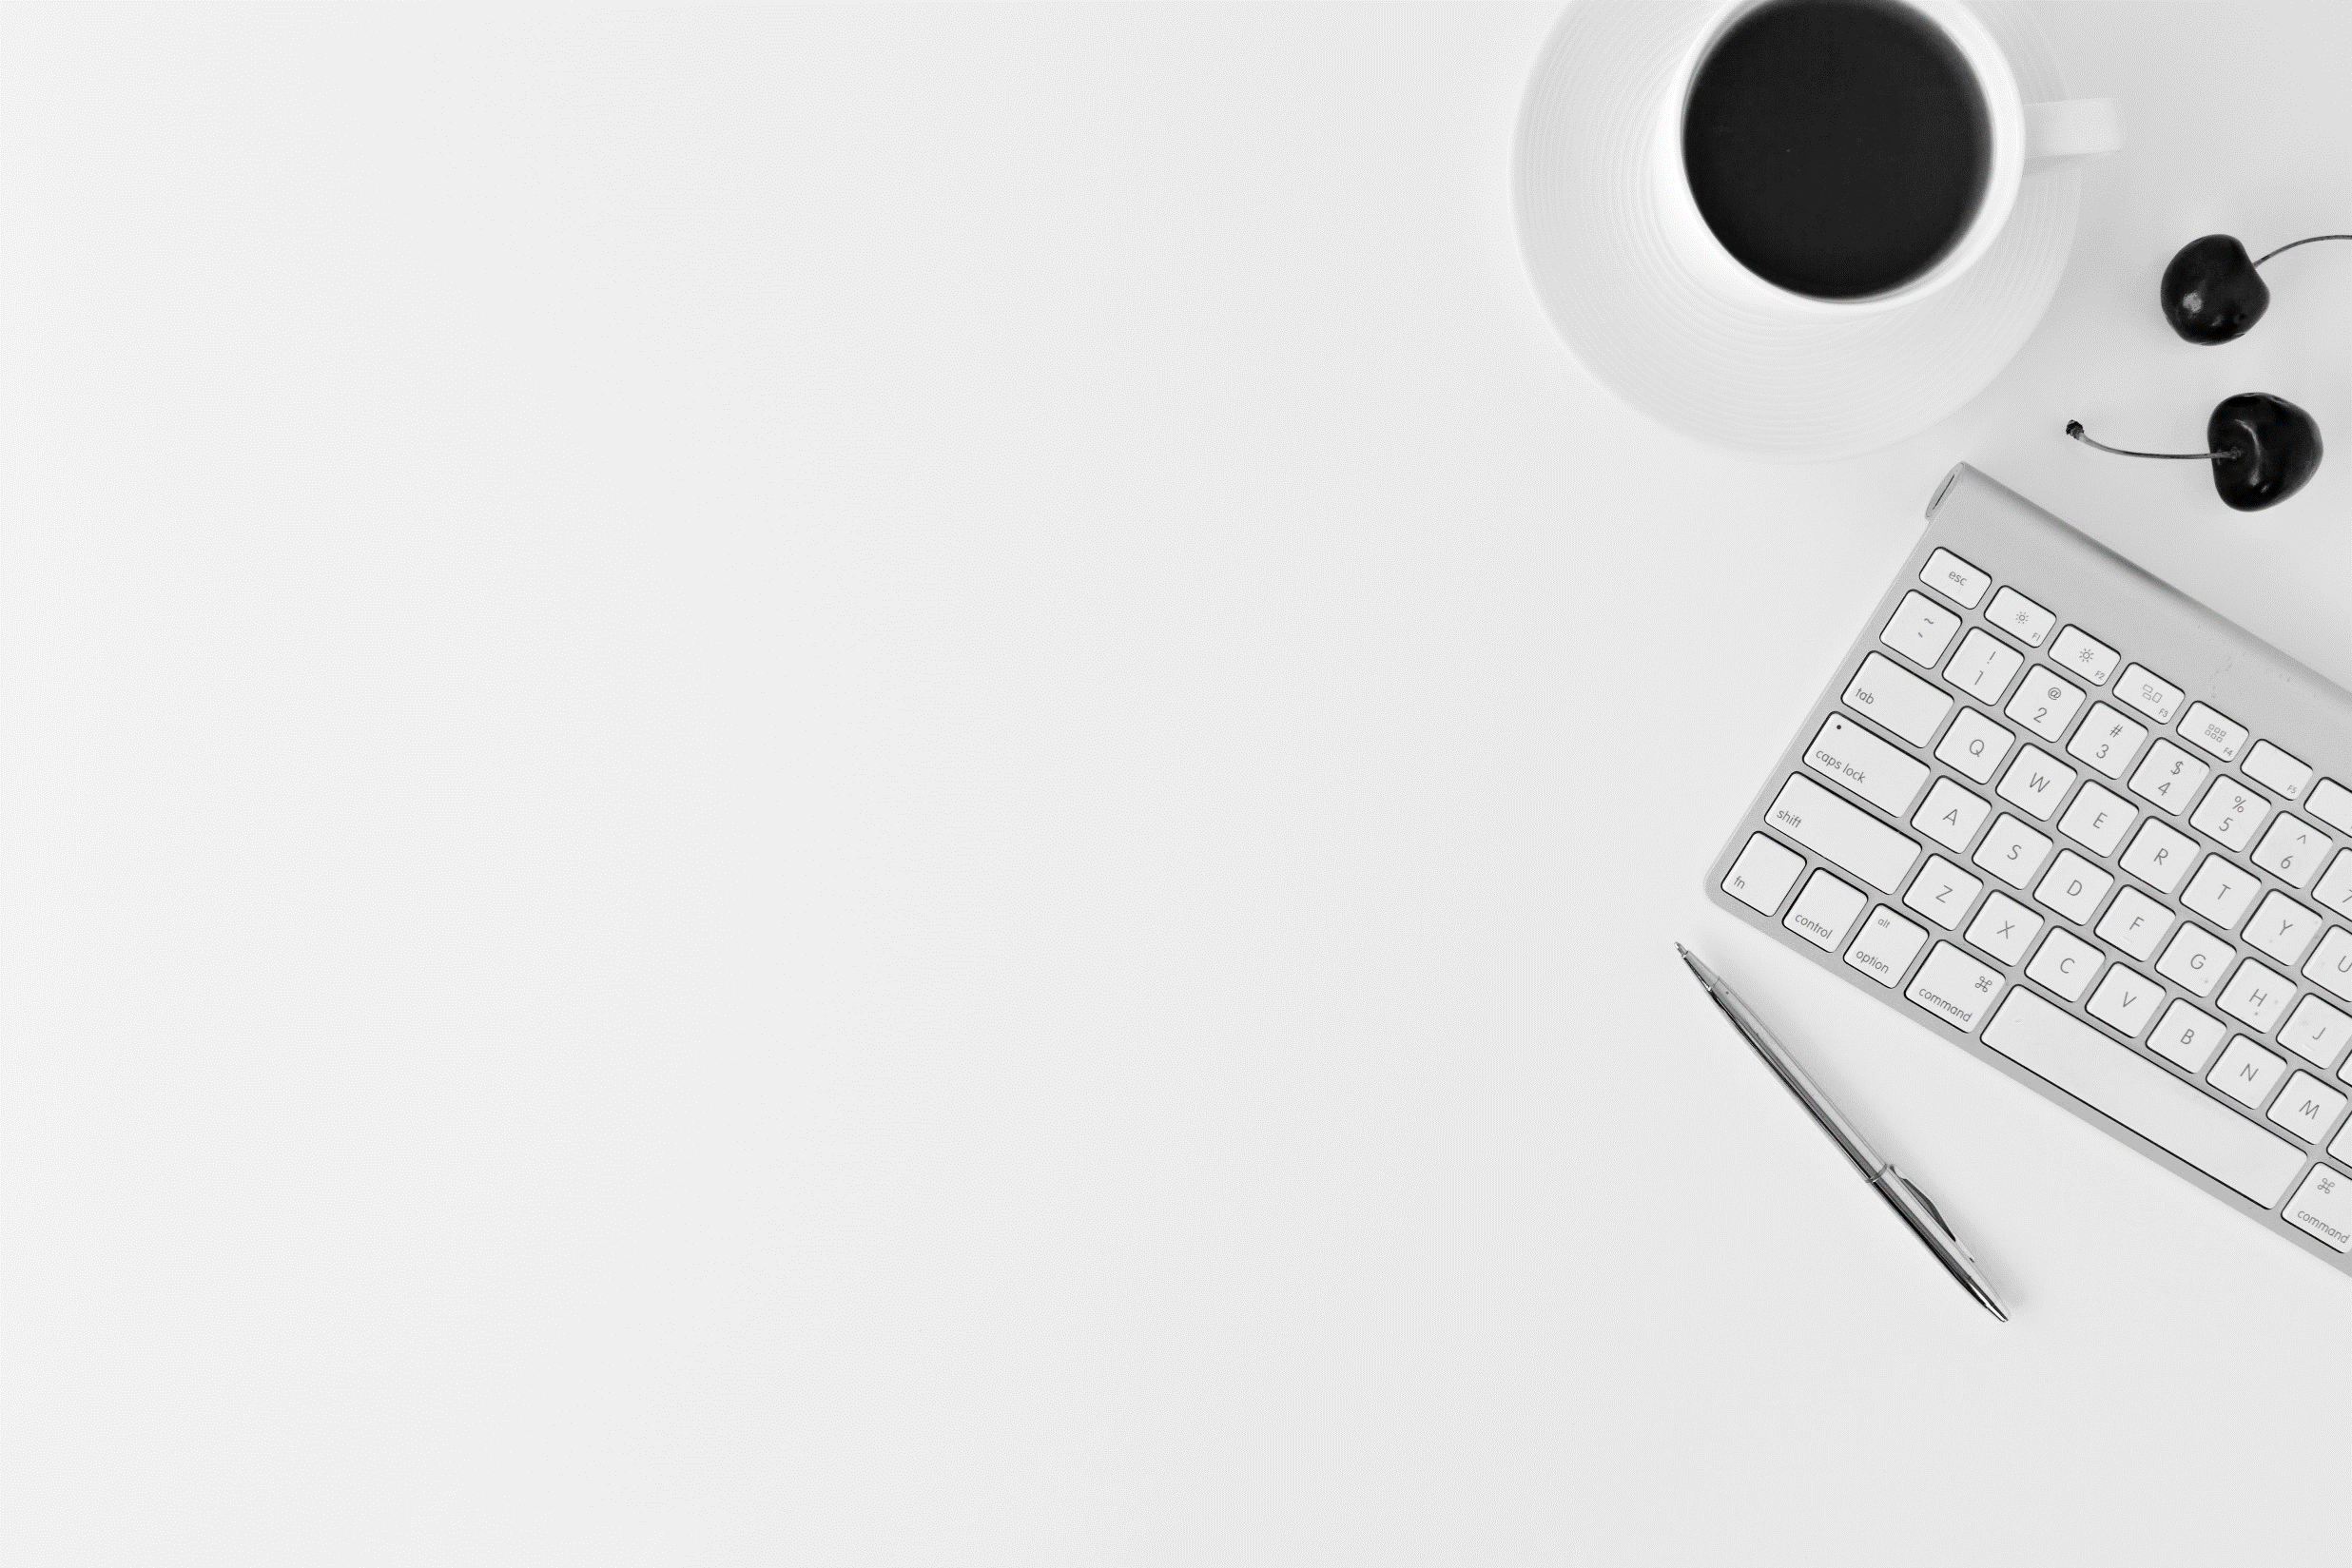 esc
F1
F2
F3
F4
F5
~
`
!
1
@
2
#
3
$
4
%
5
^
6
7
tab
Q
W
E
R
T
Y
U
caps lock
A
S
D
F
G
H
J
shift
Z
X
C
V
B
N
M
fn
control
alt
option
⌘
command
⌘
command